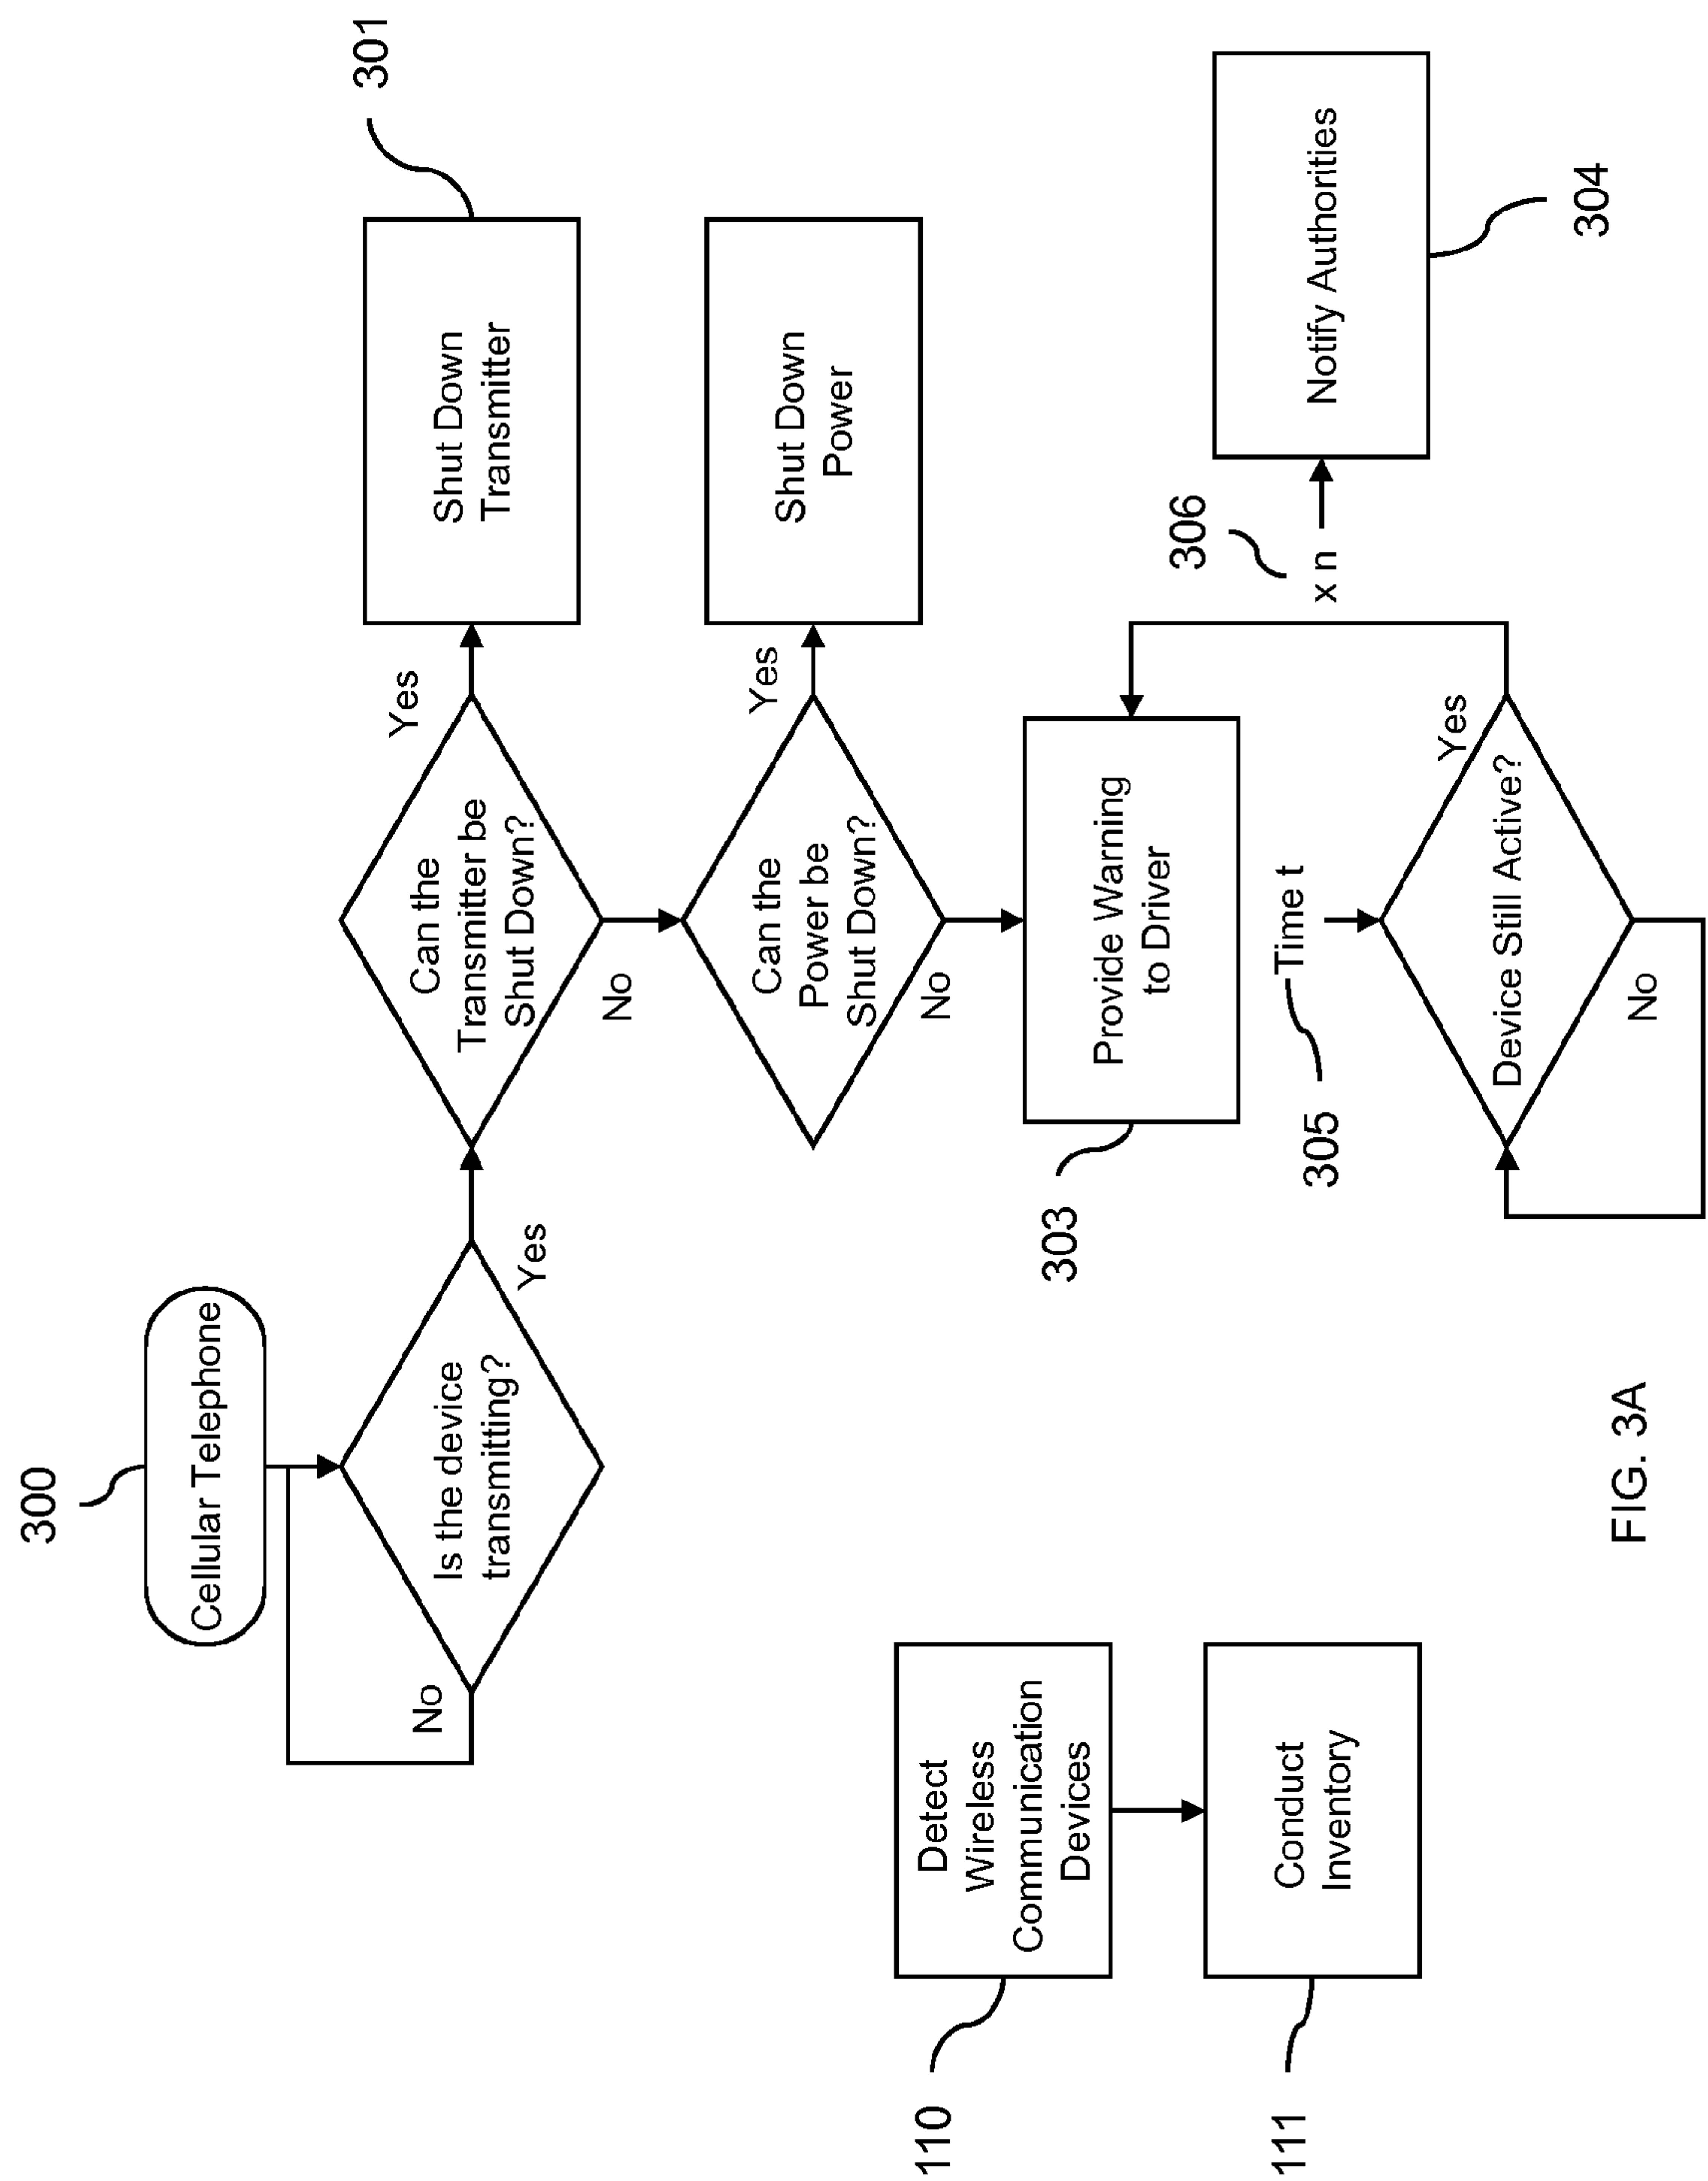 300
Cellular Telephone
Is the device
transmitting?
No
Yes
Can the
Transmitter be
Shut Down?
Yes
No
Shut Down
Transmitter
301
Can the
Power be
Shut Down?
Yes
No
Shut Down
Power
110
Detect
Wireless
Communication
Devices
111
Conduct
Inventory
303
Provide Warning
to Driver
305
Time t
306
x n
Notify Authorities
304
Device Still Active?
Yes
No
FIG. 3A